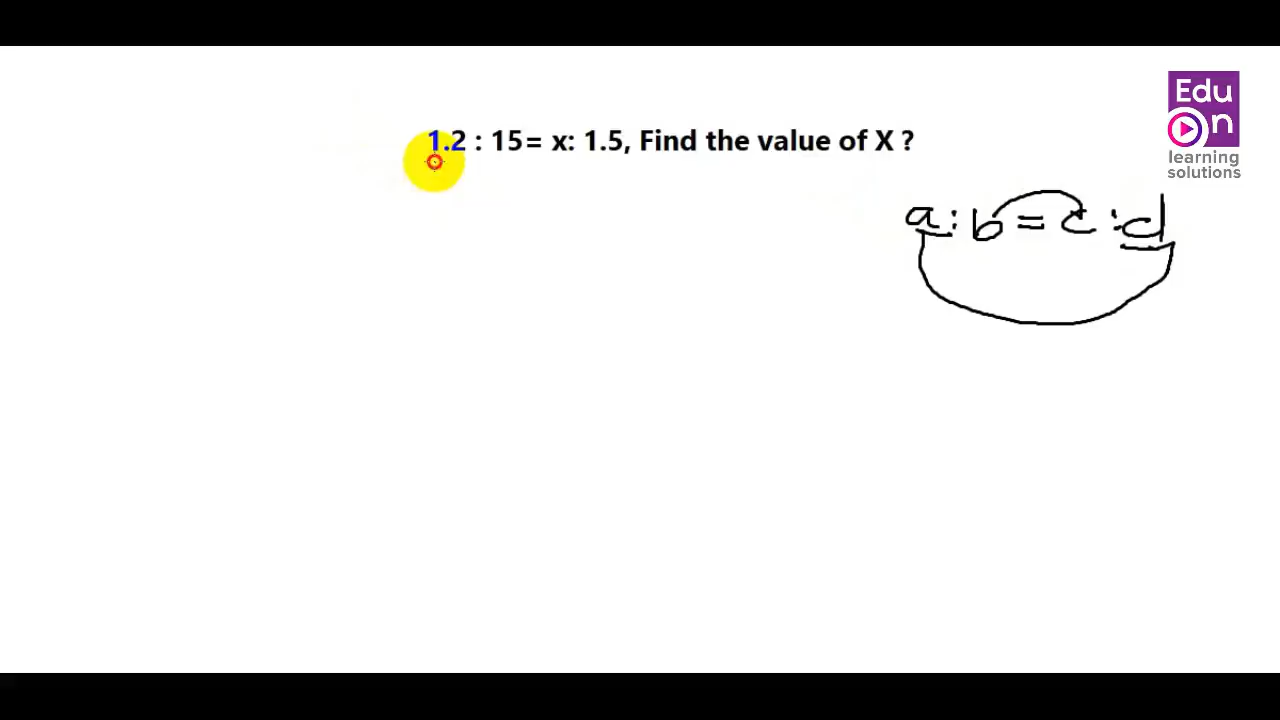 Edu
On
learning
solutions
1.2 : 15= x: 1.5, Find the value of X ?
a : b = c : d